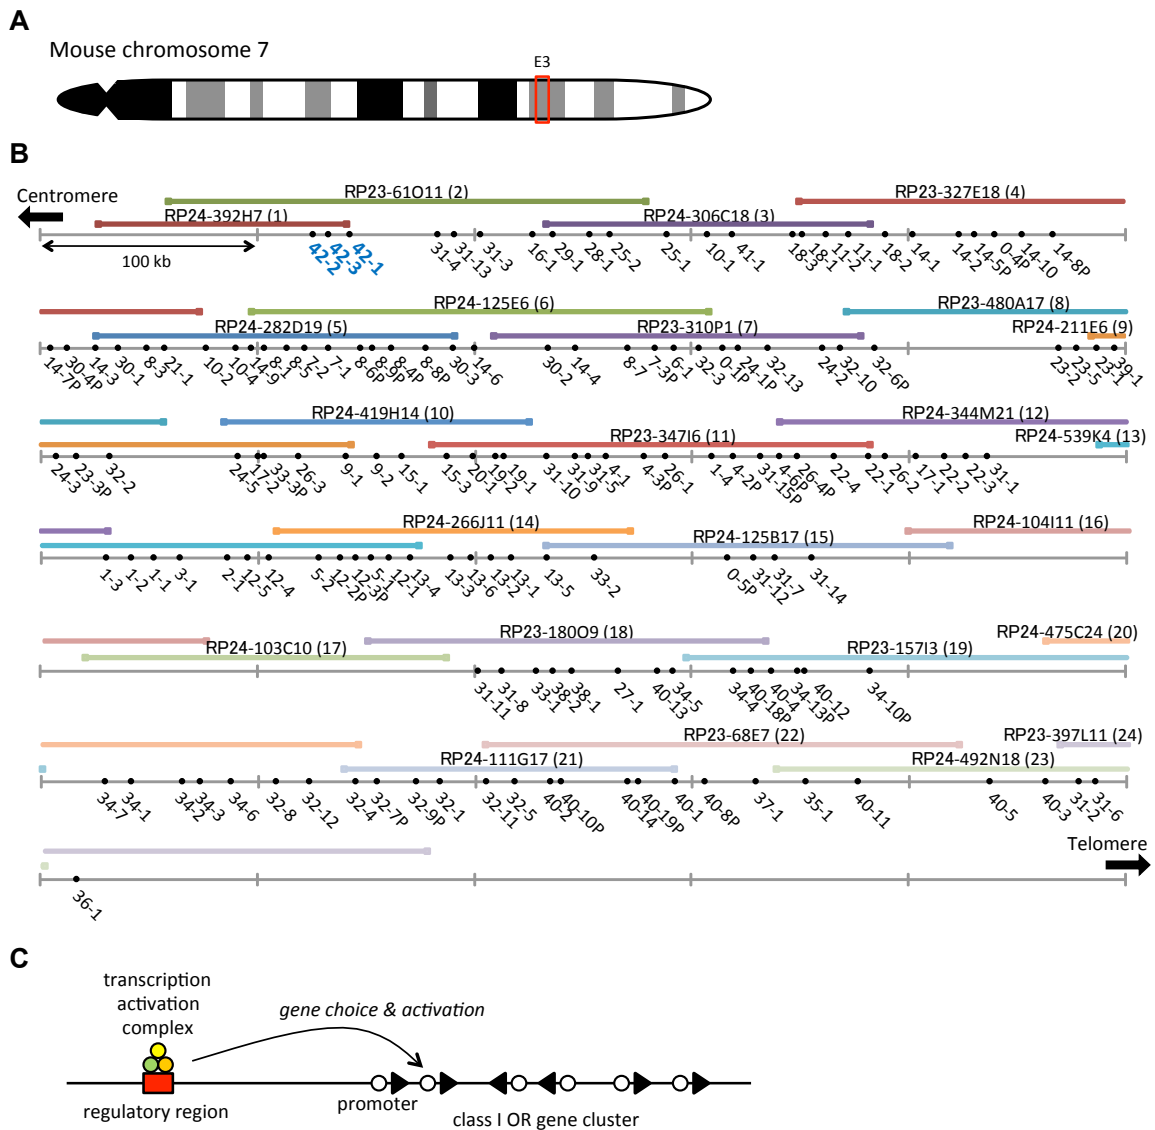 A
Mouse chromosome 7
E3
B
Centromere
RP23-61O11 (2)
RP23-327E18 (4)
RP24-392H7 (1)
RP24-306C18 (3)
100 kb
42-2 42-3 42-1 31-4 31-13 31-3 16-1 29-1 28-1 25-2 25-1 10-1 41-1 18-3 18-1 11-2 11-1 18-2 14-1 14-2 14-5P 0-4P 14-10 14-8P
RP24-125E6 (6)
RP23-480A17 (8)
RP24-282D19 (5)
RP23-310P1 (7)
RP24-211E6 (9)
14-7P 30-4P 14-3 30-1 8-3 21-1 10-2 10-4 14-9 8-1 8-5 7-2 7-1 8-6P 8-9P 8-4P 8-8P 30-3 14-6 30-2 14-4 8-7 7-3P 6-1 32-3 0-1P 24-1P 32-13 24-2 32-10 32-6P 23-2 23-5 23-1 39-1
RP24-419H14 (10)
RP24-344M21 (12)
RP23-347I6 (11)
RP24-539K4 (13)
24-3 23-3P 32-2 24-5 17-2 33-3P 26-3 9-1 9-2 15-1 15-3 20-1 19-2 19-1 31-10 31-9 31-5 4-1 4-3P 26-1 1-4 4-2P 31-15P 4-6P 26-4P 22-4 22-1 26-2 17-1 22-2 22-3 31-1
RP24-266J11 (14)
RP24-104I11 (16)
RP24-125B17 (15)
1-3 1-2 1-1 3-1 2-1 12-5 12-4 5-2 12-2P 12-3P 5-1 12-1 13-4 13-3 13-6 13-2 13-1 13-5 33-2 0-5P 31-12 31-7 31-14
RP23-180O9 (18)
RP24-475C24 (20)
RP24-103C10 (17)
RP23-157I3 (19)
31-11 31-8 33-1 38-2 38-1 27-1 40-13 34-5 34-4 40-18P 40-4 34-13P 40-12 34-10P
RP23-68E7 (22)
RP23-397L11 (24)
RP24-111G17 (21)
RP24-492N18 (23)
34-7 34-1 34-2 34-3 34-6 32-8 32-12 32-4 32-7P 32-9P 32-1 32-11 32-5 40-2 40-10P 40-14 40-19P 40-1 40-8P 37-1 35-1 40-11 40-5 40-3 31-2 31-6
Telomere
36-1
C
transcription
activation
complex
gene choice & activation
promoter
regulatory region
class I OR gene cluster